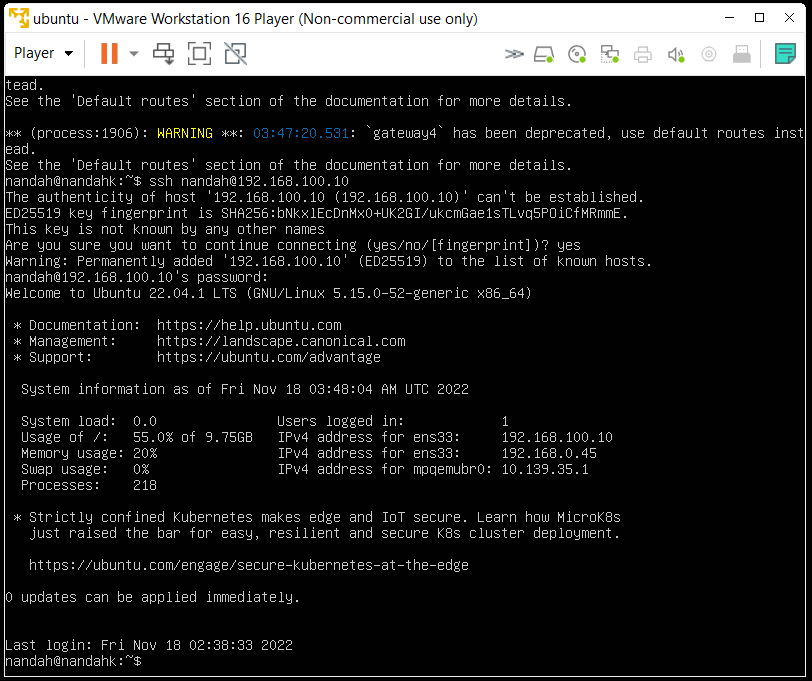 ubuntu - VMware Workstation 16 Player (Non-commercial use only)
Player
tead.
See the 'Default routes' section of the documentation for more details.
** (process:1906): WARNING **: 03:47:20.531: `gateway4` has been deprecated, use default routes inst
ead.
See the 'Default routes' section of the documentation for more details.
nandah@nandahk:~$ ssh nandah@192.168.100.10
The authenticity of host '192.168.100.10 (192.168.100.10)' can't be established.
ED25519 key fingerprint is SHA256:bNkxlEcDnMx0+UK2GI/ukcmGae1sTLvq5POiCfMRmmE.
This key is not known by any other names
Are you sure you want to continue connecting (yes/no/[fingerprint])? yes
Warning: Permanently added '192.168.100.10' (ED25519) to the list of known hosts.
nandah@192.168.100.10's password:
Welcome to Ubuntu 22.04.1 LTS (GNU/Linux 5.15.0-52-generic x86_64)
* Documentation:  https://help.ubuntu.com
* Management:     https://landscape.canonical.com
* Support:        https://ubuntu.com/advantage
System information as of Fri Nov 18 03:48:04 AM UTC 2022
System load:  0.0               Users logged in:            1
Usage of /:   55.0% of 9.75GB   IPv4 address for ens33:     192.168.100.10
Memory usage: 20%               IPv4 address for ens33:     192.168.0.45
Swap usage:   0%                IPv4 address for mpqemubr0: 10.139.35.1
Processes:    218
* Strictly confined Kubernetes makes edge and IoT secure. Learn how MicroK8s
just raised the bar for easy, resilient and secure K8s cluster deployment.
https://ubuntu.com/engage/secure-kubernetes-at-the-edge
0 updates can be applied immediately.
Last login: Fri Nov 18 02:38:33 2022
nandah@nandahk:~$